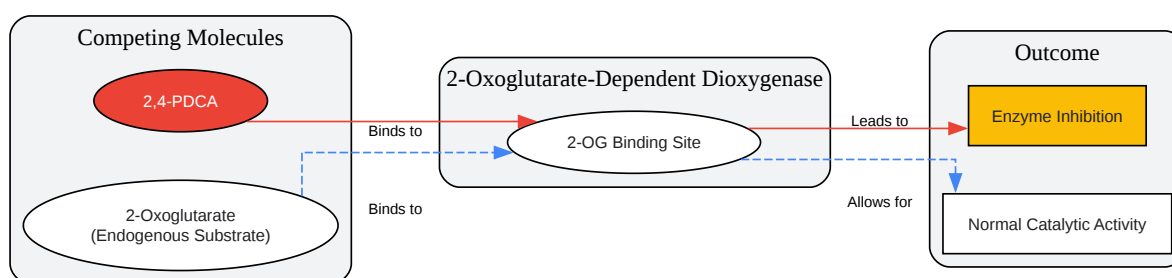 Competing Molecules
2,4-PDCA
2-Oxoglutarate
(Endogenous Substrate)
Binds to
Binds to
2-Oxoglutarate-Dependent Dioxygenase
2-OG Binding Site
Leads to
Allows for
Outcome
Enzyme Inhibition
Normal Catalytic Activity